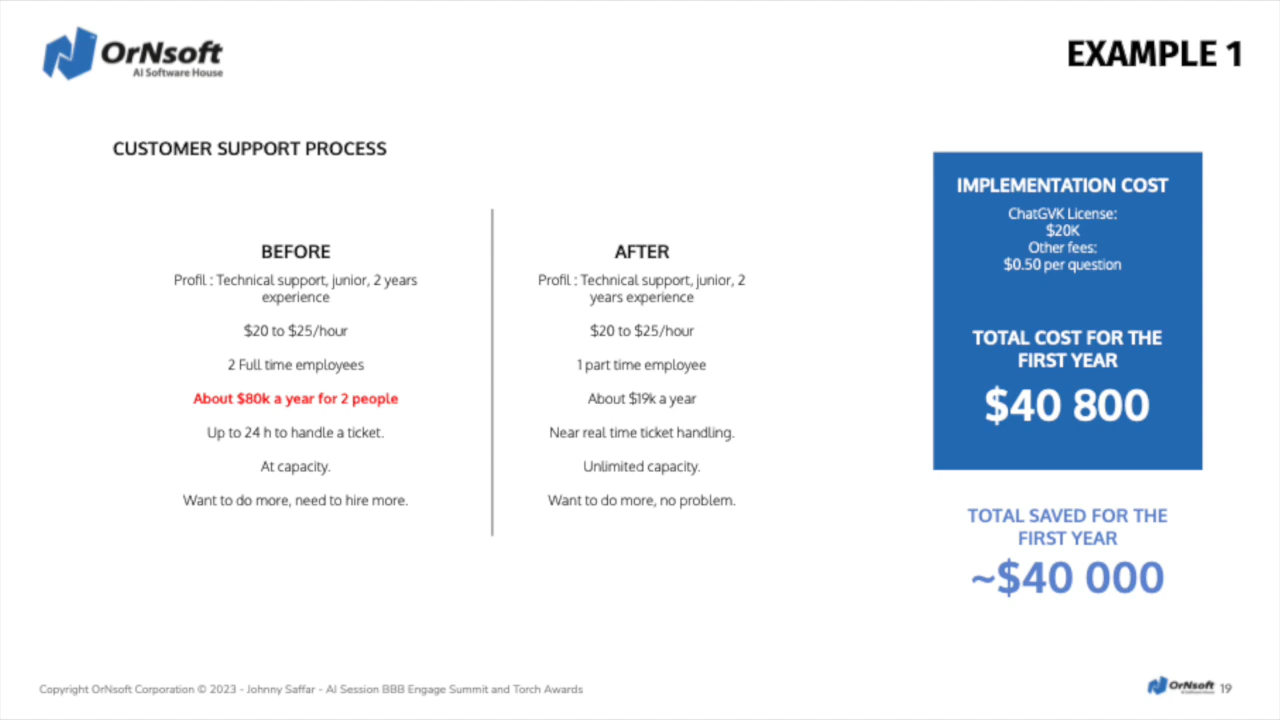 OrNsoft
AI Software House
EXAMPLE 1
CUSTOMER SUPPORT PROCESS
BEFORE
Profil : Technical support, junior, 2 years
experience
$20 to $25/hour
2 Full time employees
About $80k a year for 2 people
Up to 24 h to handle a ticket.
At capacity.
Want to do more, need to hire more.
AFTER
Profil : Technical support, junior, 2
years experience
$20 to $25/hour
1 part time employee
About $19k a year
Near real time ticket handling.
Unlimited capacity.
Want to do more, no problem.
IMPLEMENTATION COST
ChatGVK License:
$20K
Other fees:
$0.50 per question
TOTAL COST FOR THE
FIRST YEAR
$40 800
TOTAL SAVED FOR THE
FIRST YEAR
~$40 000
Copyright OrNsoft Corporation © 2023 - Johnny Saffar - AI Session BBB Engage Summit and Torch Awards
OrNsoft
AI Software House
19